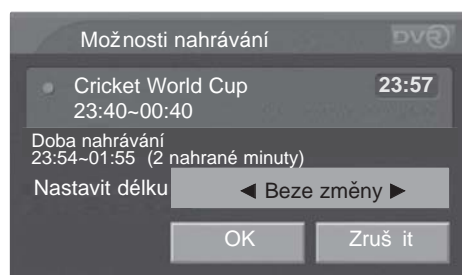 Možnosti nahrávání DVR
Cricket World Cup 23:57
23:40~00:40
Doba nahrávání
23:54~01:55 (2 nahrané minuty)
Nastavit délku ◄ Beze změny ►
OK Zruš it